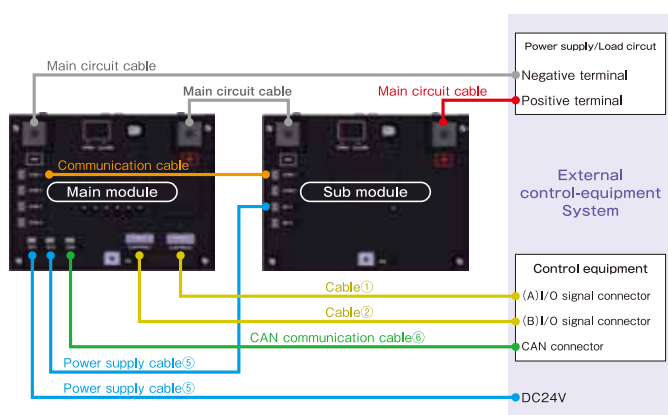 Power supply/Load circut
Main circuit cable
Negative terminal
Main circuit cable
Main circuit cable
Positive terminal
Communication cable
Main module
Sub module
External
control-equipment
System
Control equipment
Cable①
(A)I/O signal connector
Cable②
(B)I/O signal connector
CAN communication cable⑥
CAN connector
Power supply cable⑤
Power supply cable⑤
DC24V